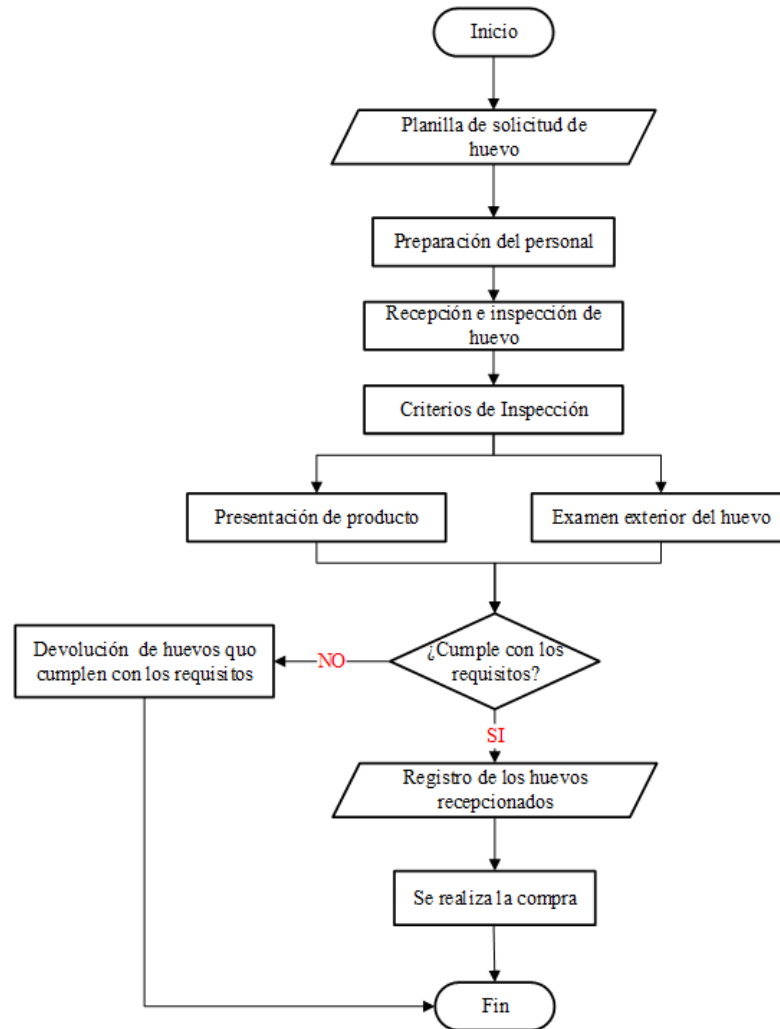 Inicio
Planilla de solicitud de
huevo
Preparación del personal
Recepción e inspección de
huevo
Criterios de Inspección
Presentación de producto
Examen exterior del huevo
¿Cumple con los
requisitos?
NO
Devolución de huevos quo
cumplen con los requisitos
SI
Registro de los huevos
recepcionados
Se realiza la compra
Fin